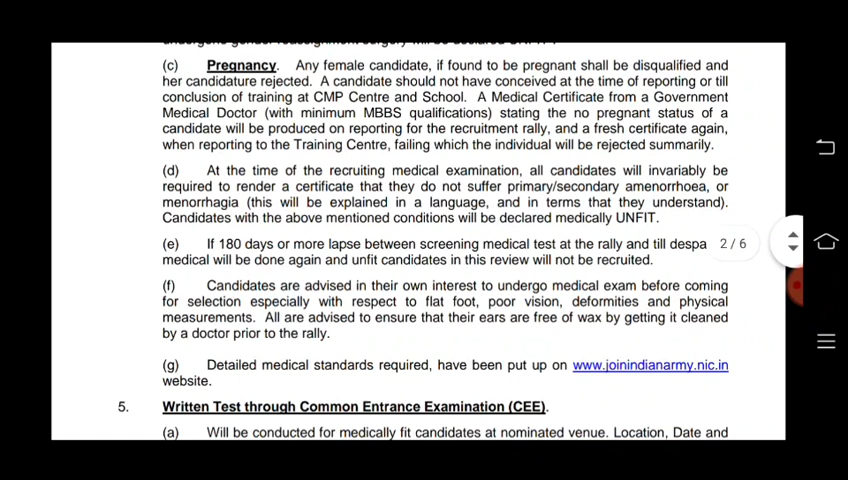 (c) Pregnancy. Any female candidate, if found to be pregnant shall be disqualified and
her candidature rejected. A candidate should not have conceived at the time of reporting or till
conclusion of training at CMP Centre and School. A Medical Certificate from a Government
Medical Doctor (with minimum MBBS qualifications) stating the no pregnant status of a
candidate will be produced on reporting for the recruitment rally, and a fresh certificate again,
when reporting to the Training Centre, failing which the individual will be rejected summarily.
(d) At the time of the recruiting medical examination, all candidates will invariably be
required to render a certificate that they do not suffer primary/secondary amenorrhoea, or
menorrhagia (this will be explained in a language, and in terms that they understand).
Candidates with the above mentioned conditions will be declared medically UNFIT.
(e) If 180 days or more lapse between screening medical test at the rally and till despa 2 / 6
medical will be done again and unfit candidates in this review will not be recruited.
(f) Candidates are advised in their own interest to undergo medical exam before coming
for selection especially with respect to flat foot, poor vision, deformities and physical
measurements. All are advised to ensure that their ears are free of wax by getting it cleaned
by a doctor prior to the rally.
(g) Detailed medical standards required, have been put up on www.joinindianarmy.nic.in
website.
5. Written Test through Common Entrance Examination (CEE).
(a) Will be conducted for medically fit candidates at nominated venue. Location, Date and